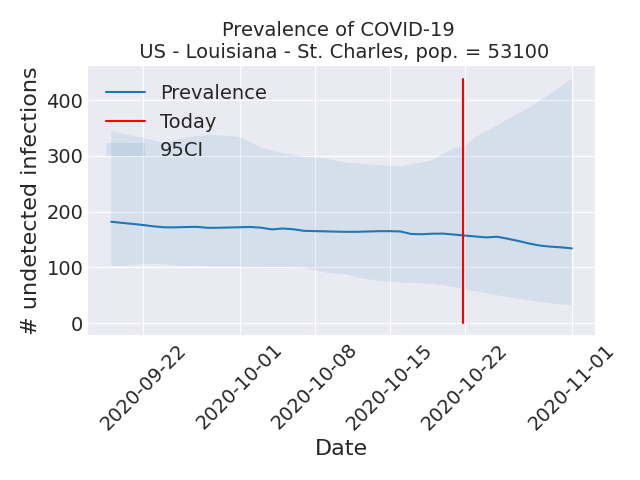 Prevalence of COVID-19
US - Louisiana - St. Charles, pop. = 53100
# undetected infections
400
300
200
100
0
Prevalence
Today
95CI
2020-09-22
2020-10-01
2020-10-08
2020-10-15
2020-10-22
2020-11-01
Date